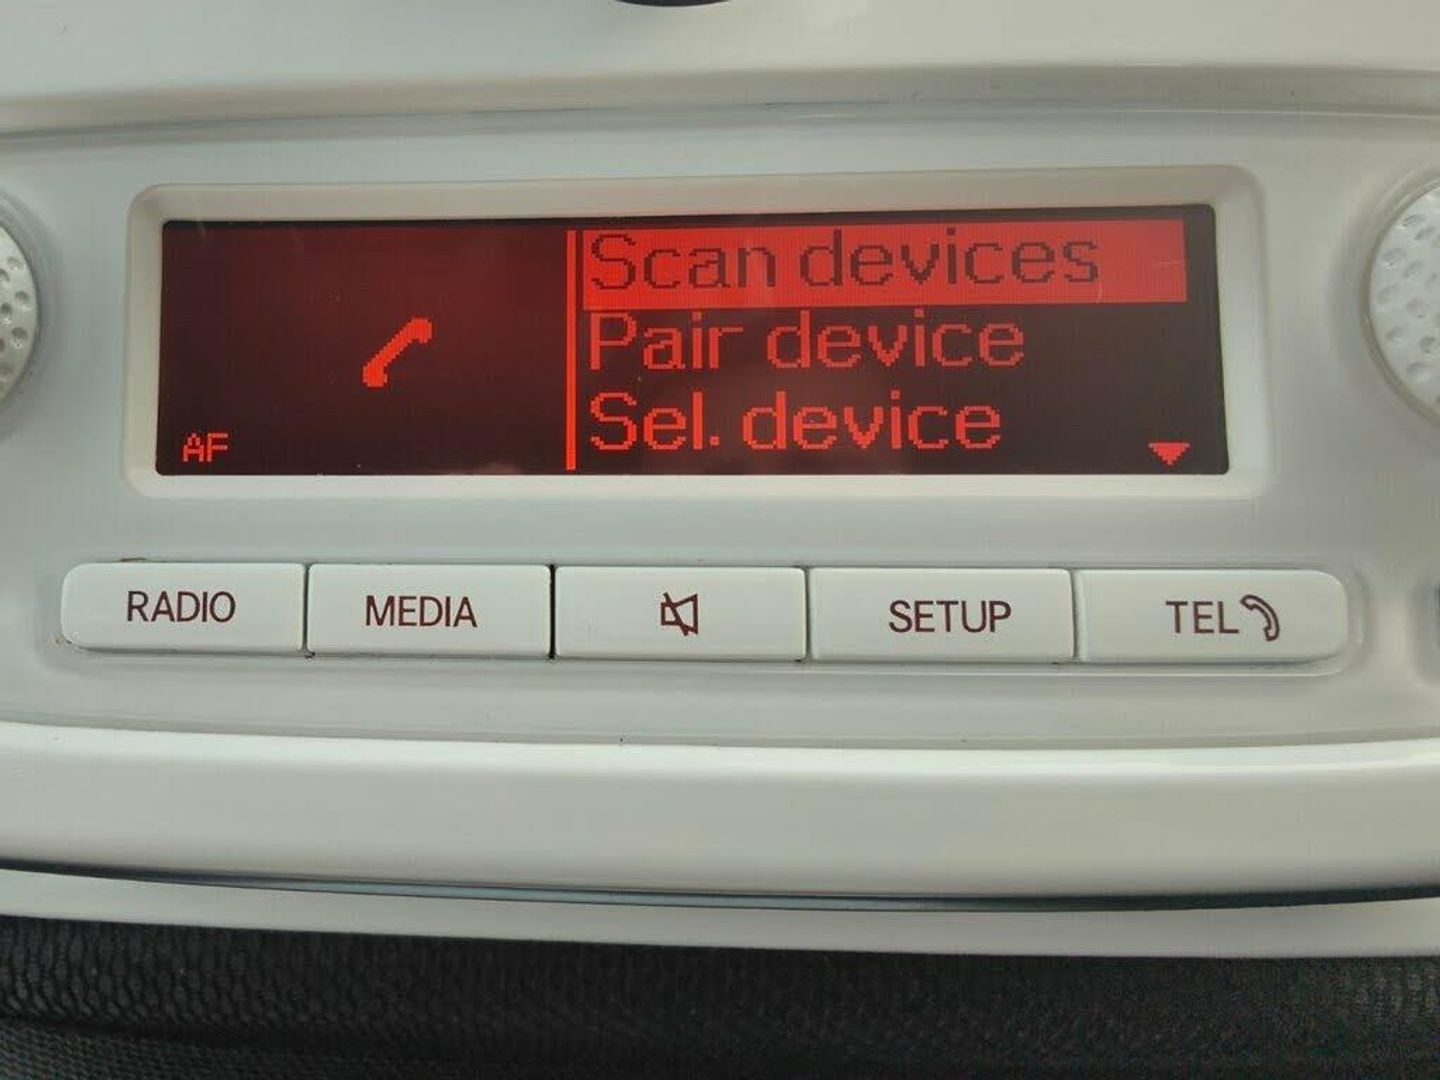 Scan devices
Pair device
Sel. device
AF
RADIO
MEDIA
SETUP
TEL